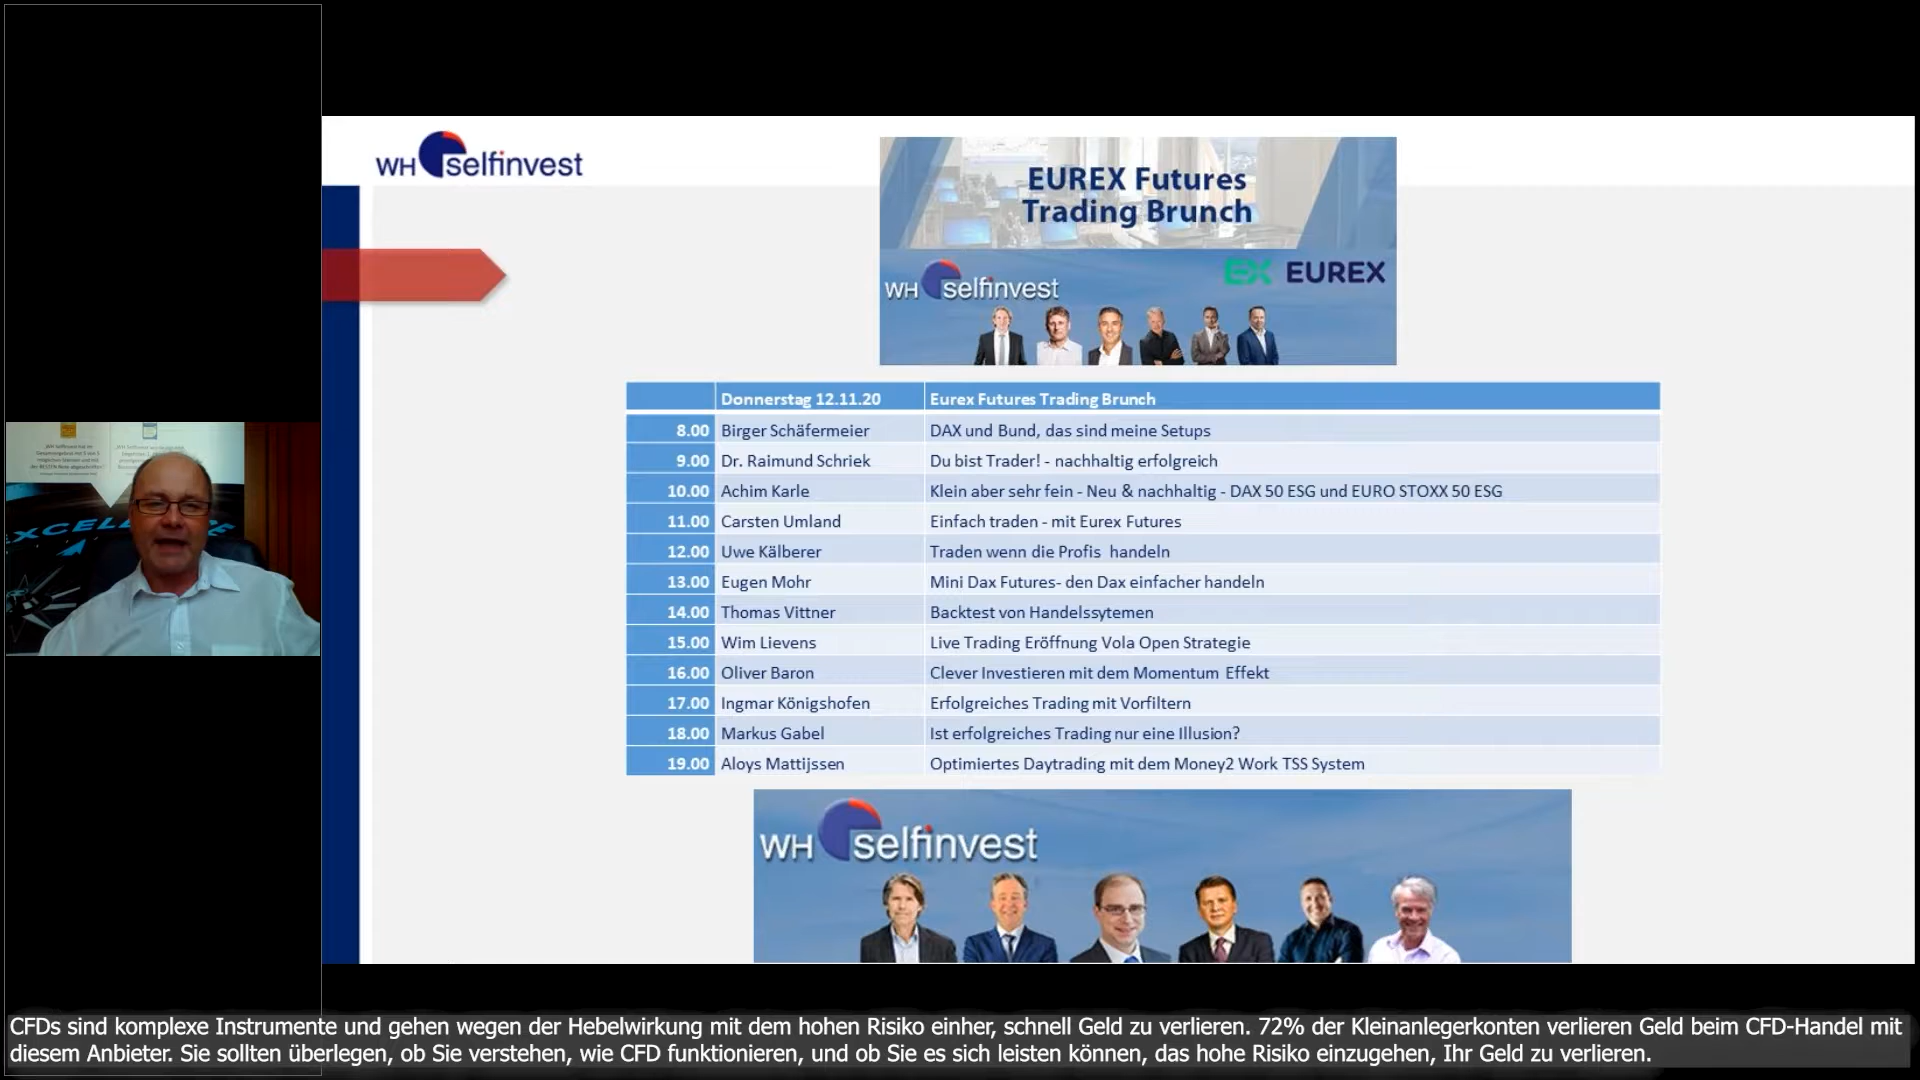 WH selfinvest
EUREX Futures
Trading Brunch
EX EUREX
WH selfinvest
Donnerstag 12.11.20 Eurex Futures Trading Brunch
8.00 Birger Schäfermeier DAX und Bund, das sind meine Setups
9.00 Dr. Raimund Schriek Du bist Trader! - nachhaltig erfolgreich
10.00 Achim Karle Klein aber sehr fein - Neu & nachhaltig - DAX 50 ESG und EURO STOXX 50 ESG
11.00 Carsten Umland Einfach traden - mit Eurex Futures
12.00 Uwe Kälberer Traden wenn die Profis handeln
13.00 Eugen Mohr Mini Dax Futures- den Dax einfacher handeln
14.00 Thomas Vittner Backtest von Handelssytemen
15.00 Wim Lievens Live Trading Eröffnung Vola Open Strategie
16.00 Oliver Baron Clever Investieren mit dem Momentum Effekt
17.00 Ingmar Königshofen Erfolgreiches Trading mit Vorfiltern
18.00 Markus Gabel Ist erfolgreiches Trading nur eine Illusion?
19.00 Aloys Mattijssen Optimiertes Daytrading mit dem Money2 Work TSS System
WH selfinvest
CFDs sind komplexe Instrumente und gehen wegen der Hebelwirkung mit dem hohen Risiko einher, schnell Geld zu verlieren. 72% der Kleinanlegerkonten verlieren Geld beim CFD-Handel mit
diesem Anbieter. Sie sollten überlegen, ob Sie verstehen, wie CFD funktionieren, und ob Sie es sich leisten können, das hohe Risiko einzugehen, Ihr Geld zu verlieren.